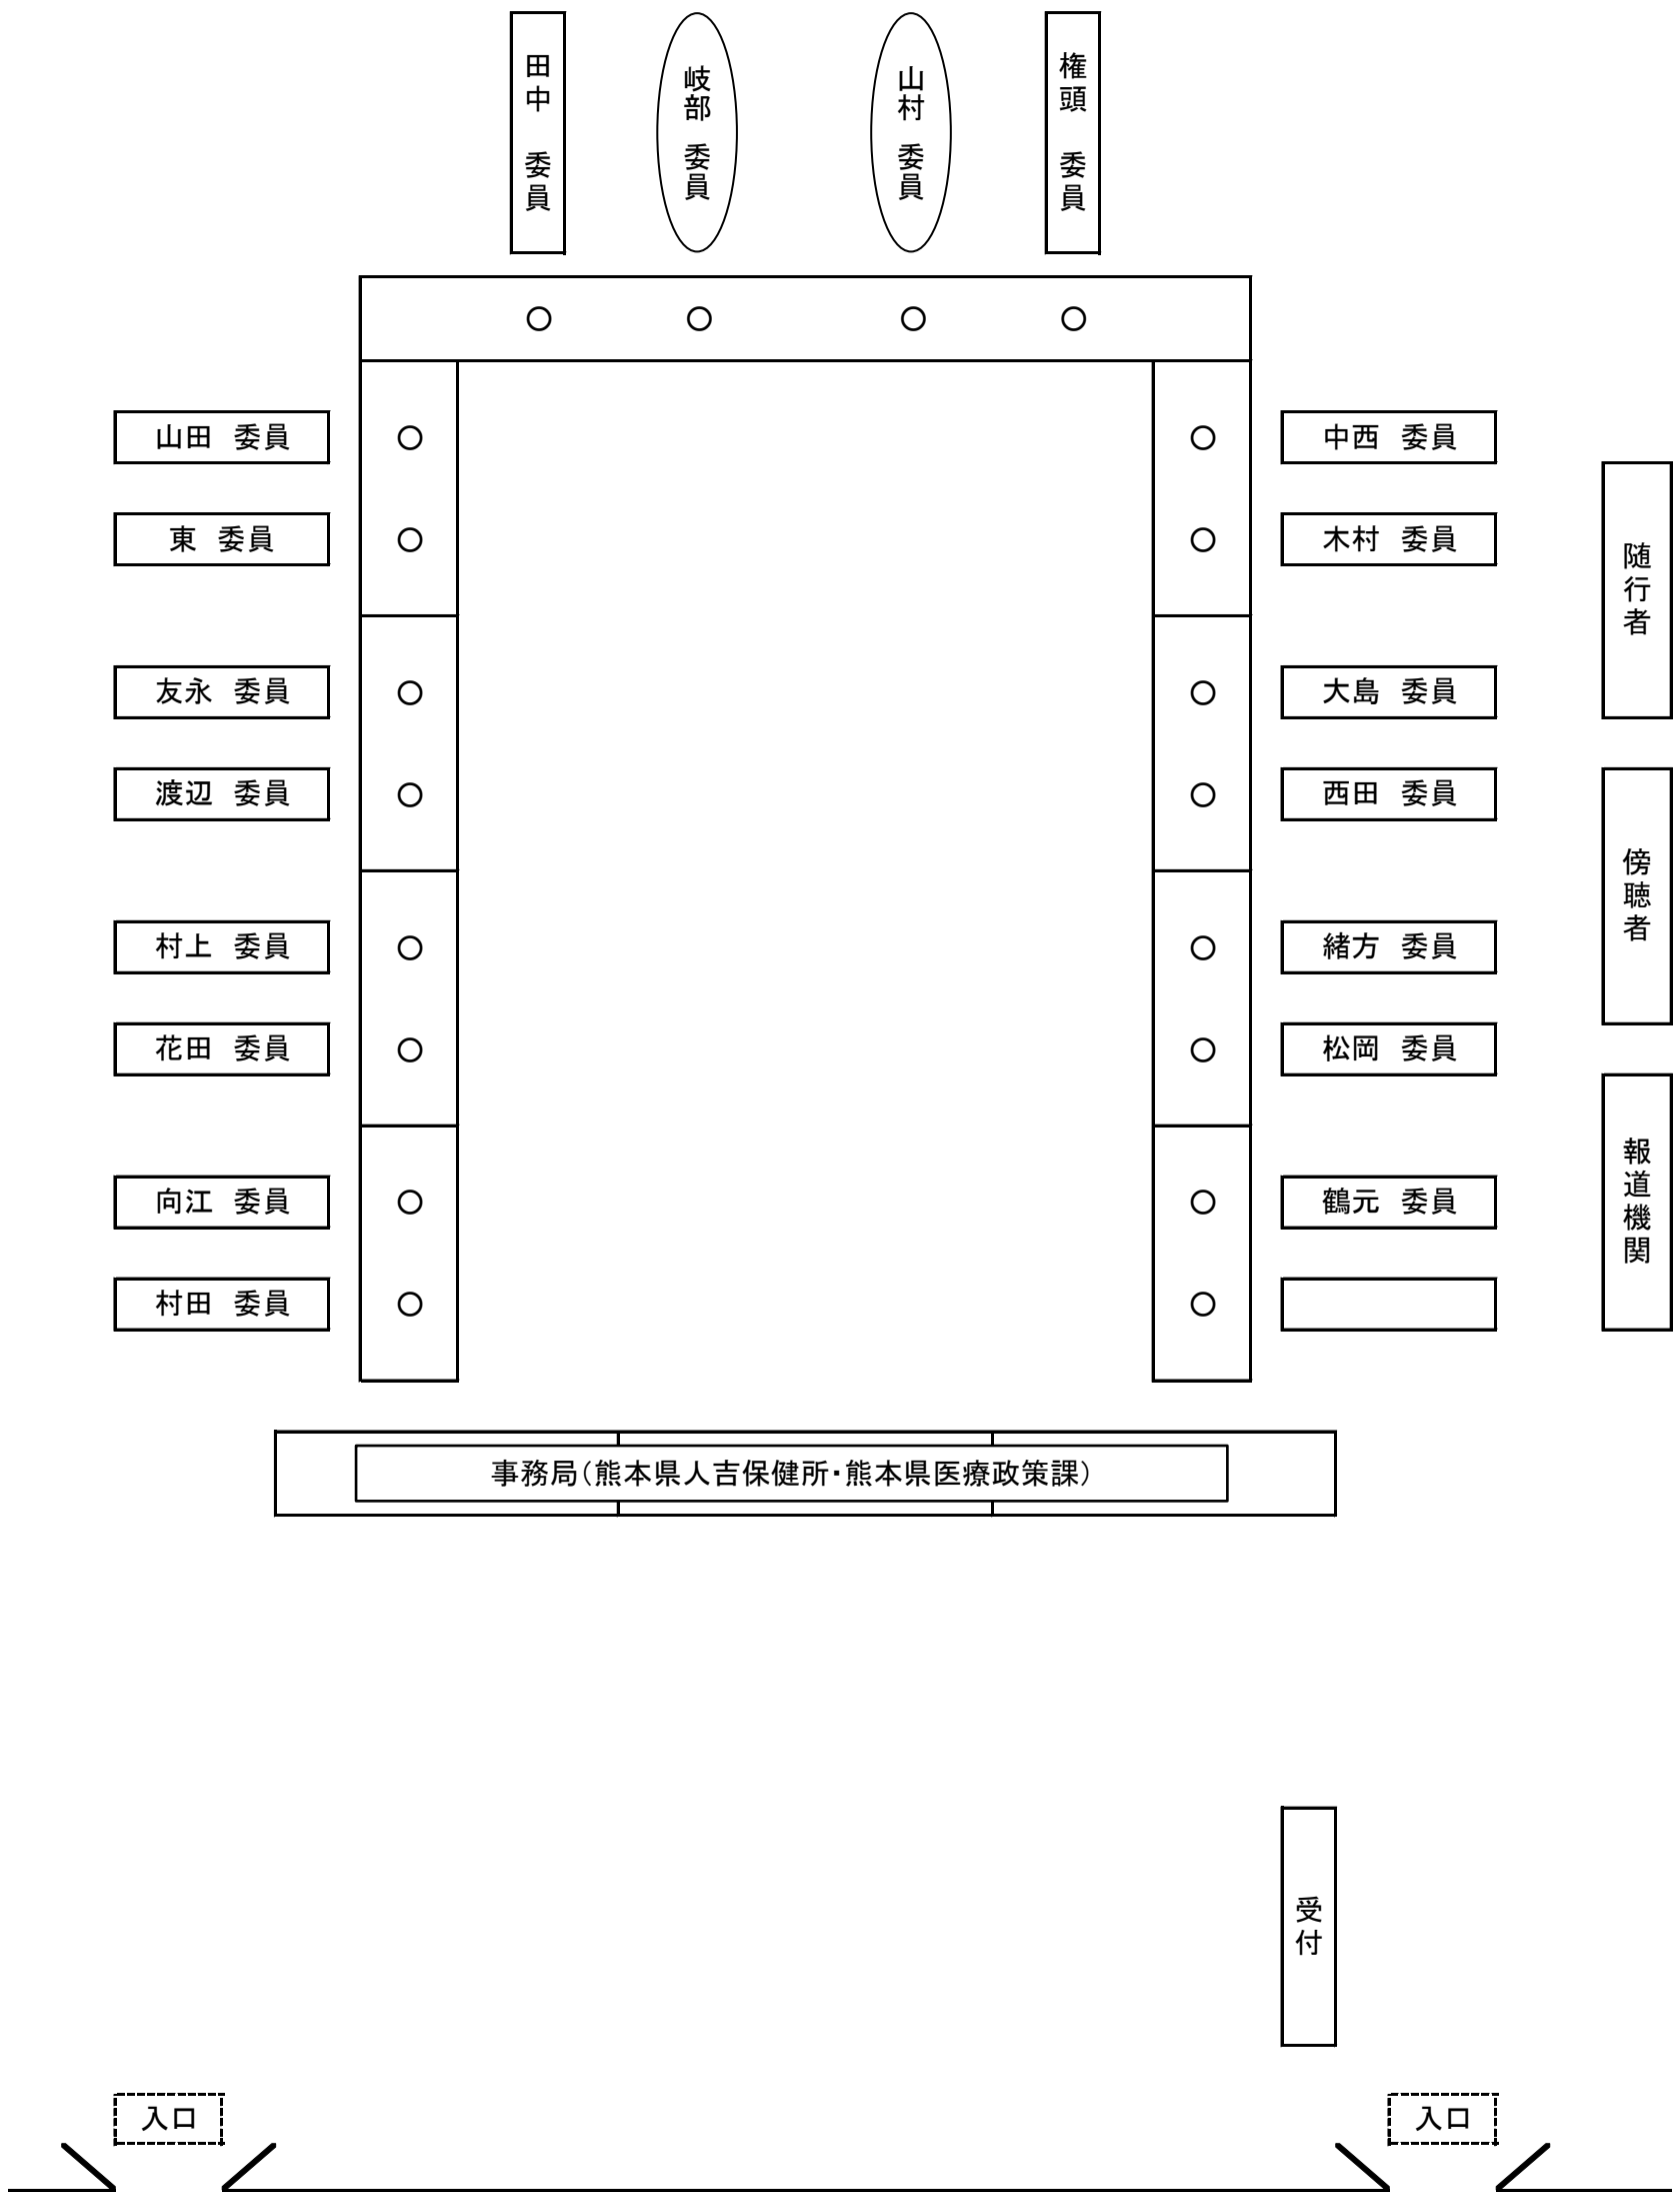 田中　委員
岐部　委員
山村　委員
権頭　委員
山田　委員
中西　委員
東　委員
木村　委員
随行者
友永　委員
大島　委員
渡辺　委員
西田　委員
傍聴者
村上　委員
緒方　委員
花田　委員
松岡　委員
報道機関
向江　委員
鶴元　委員
村田　委員
事務局（熊本県人吉保健所・熊本県医療政策課）
受付
入口
入口